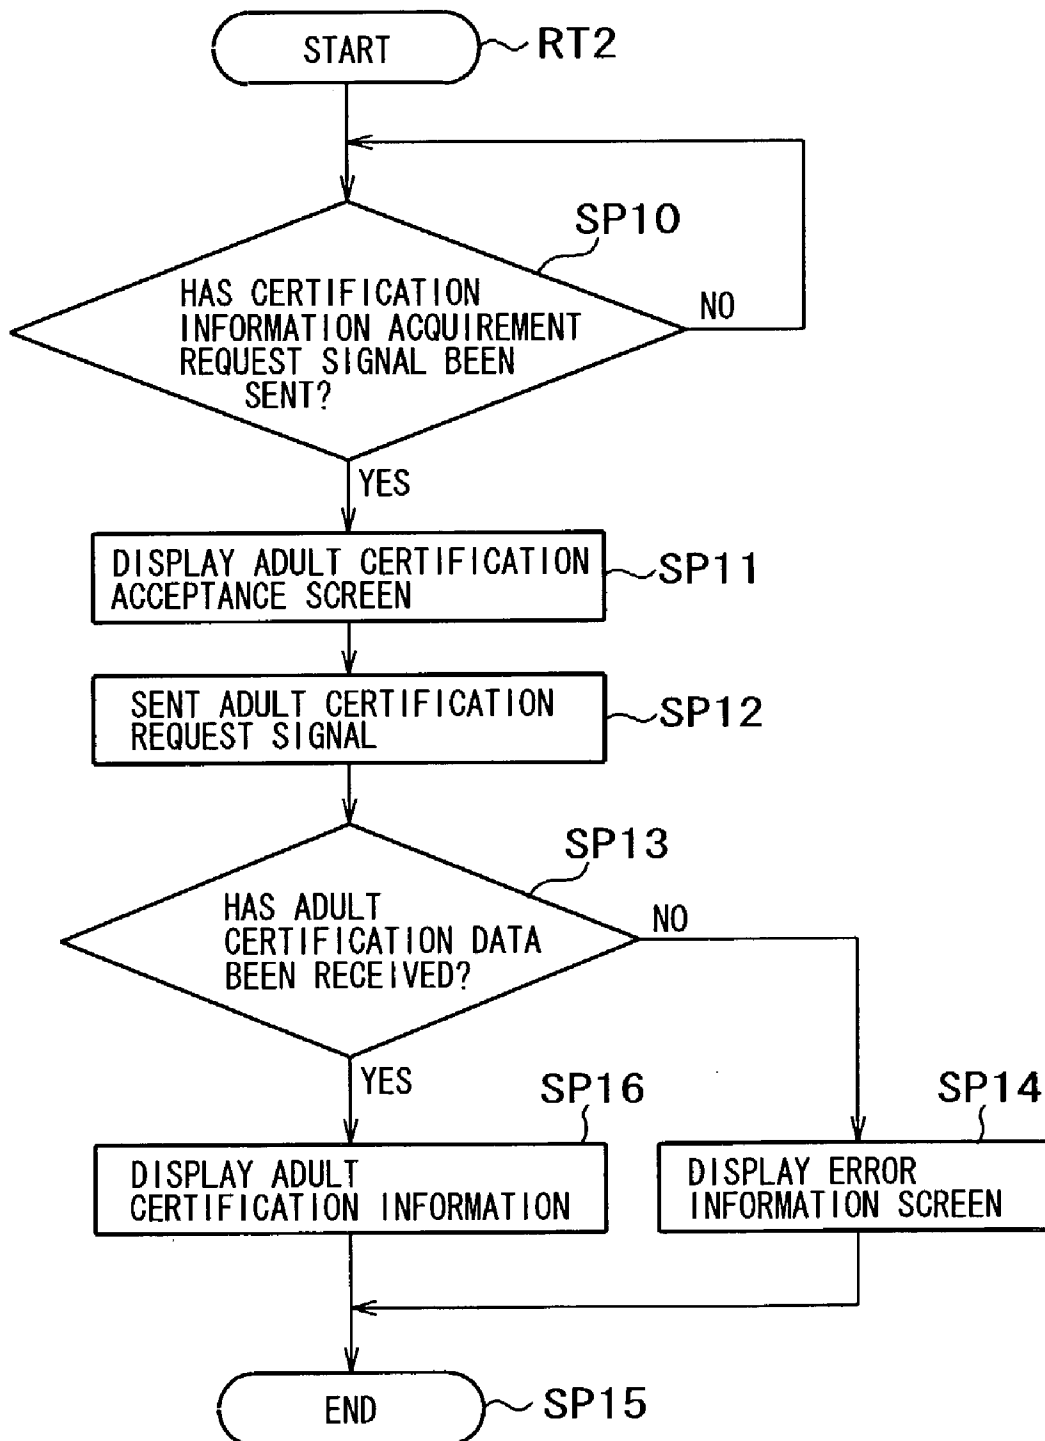 START
RT2
SP10
HAS CERTIFICATION
INFORMATION ACQUIREMENT
REQUEST SIGNAL BEEN
SENT?
NO
YES
DISPLAY ADULT CERTIFICATION
ACCEPTANCE SCREEN
SP11
SENT ADULT CERTIFICATION
REQUEST SIGNAL
SP12
SP13
HAS ADULT
CERTIFICATION DATA
BEEN RECEIVED?
NO
YES
SP16
SP14
DISPLAY ADULT
CERTIFICATION INFORMATION
DISPLAY ERROR
INFORMATION SCREEN
END
SP15